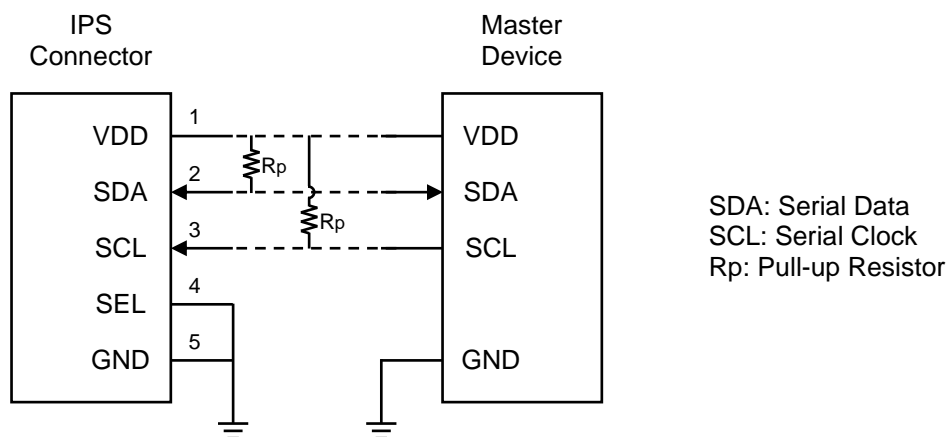 IPS
Connector
Master
Device
1
VDD
VDD
Rp
2
SDA
SDA
Rp
3
SCL
SCL
4
SEL
5
GND
GND
SDA: Serial Data
SCL: Serial Clock
Rp: Pull-up Resistor